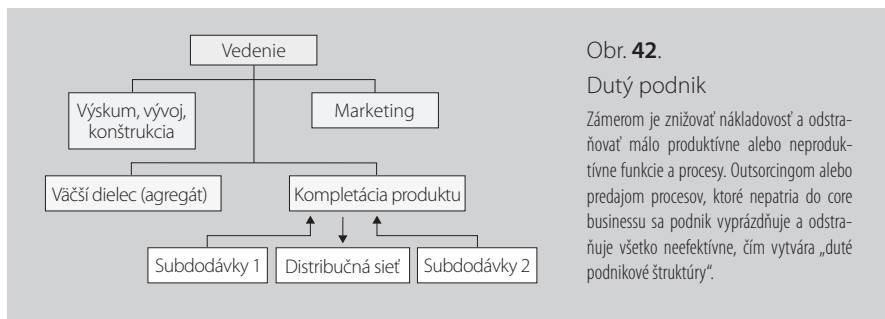 Vedenie
Výskum, vývoj,
konštrukcia
Marketing
Väčší dielec (agregát)
Kompletácia produktu
Subdodávky 1
Distribučná sieť
Subdodávky 2
Obr. 42.
Dutý podnik
Zámerom je znižovať nákladovosť a odstra-
ňovať málo produktívne alebo neproduk-
tívne funkcie a procesy. Outsorcingom alebo
predajom procesov, ktoré nepatria do core
businessu sa podnik vyprázdňuje a odstra-
ňuje všetko neefektívne, čím vytvára „duté
podnikové štruktúry“.